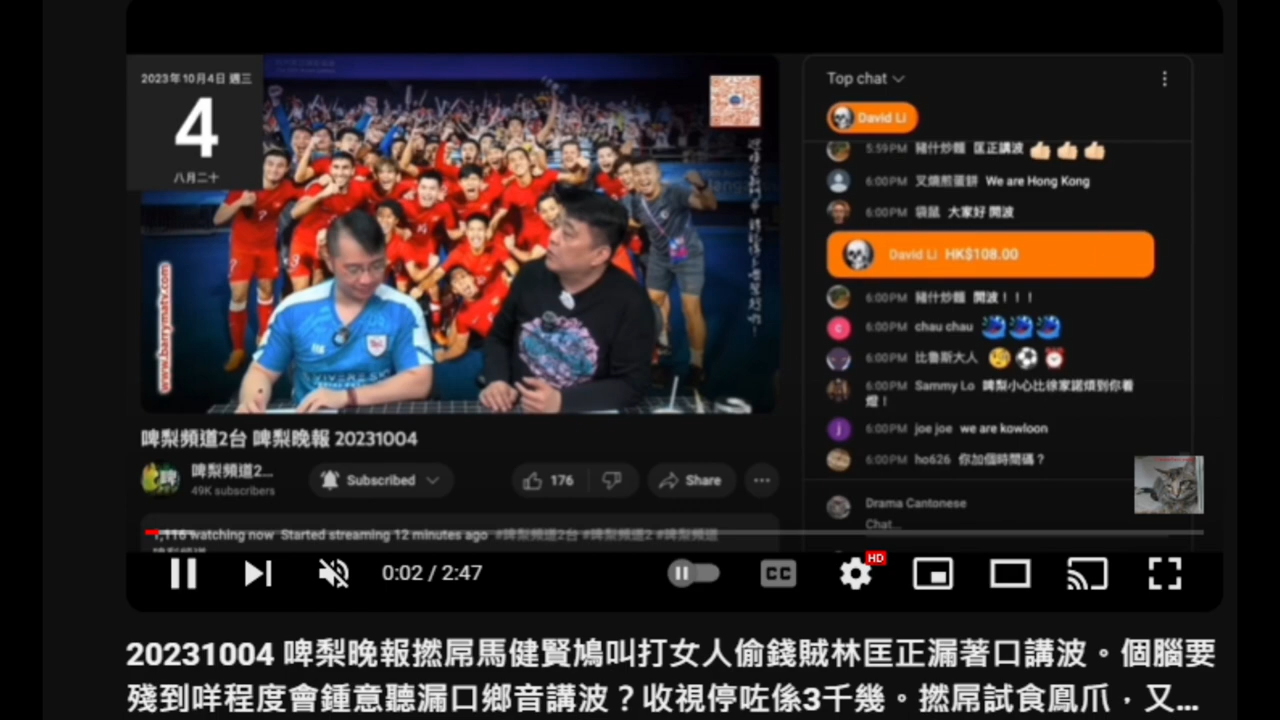 2023年10月4日 週三
4
八月二十
www.barrymatv.com
Top chat
David Li
5:59PM 豬什炒麵 匡正講波 👍🏻👍🏻👍🏻
6:00PM 叉燒煎蛋餅 We are Hong Kong
6:00PM 袋鼠 大家好 開波
David Li HK$108.00
6:00PM 豬什炒麵 開波！！！
6:00PM chau chau
6:00PM 比魯斯大人 🧐⚽⏰
6:00PM Sammy Lo 啤梨小心比徐家諾煩到你着
燈！
6:00PM joe joe we are kowloon
6:00PM ho626 你加個時間碼？
Drama Cantonese
Chat...
啤梨頻道2台 啤梨晚報 20231004
啤梨頻道2...
49K subscribers
Subscribed
176
Share
1,116 watching now Started streaming 12 minutes ago #啤梨頻道2台 #啤梨頻道2 #啤梨頻道
0:02 / 2:47
CC
HD
20231004 啤梨晚報撚屌馬健賢鳩叫打女人偷錢賊林匡正漏著口講波。個腦要
殘到咩程度會鍾意聽漏口鄉音講波？收視停咗係3千幾。撚屌試食鳳爪，又...